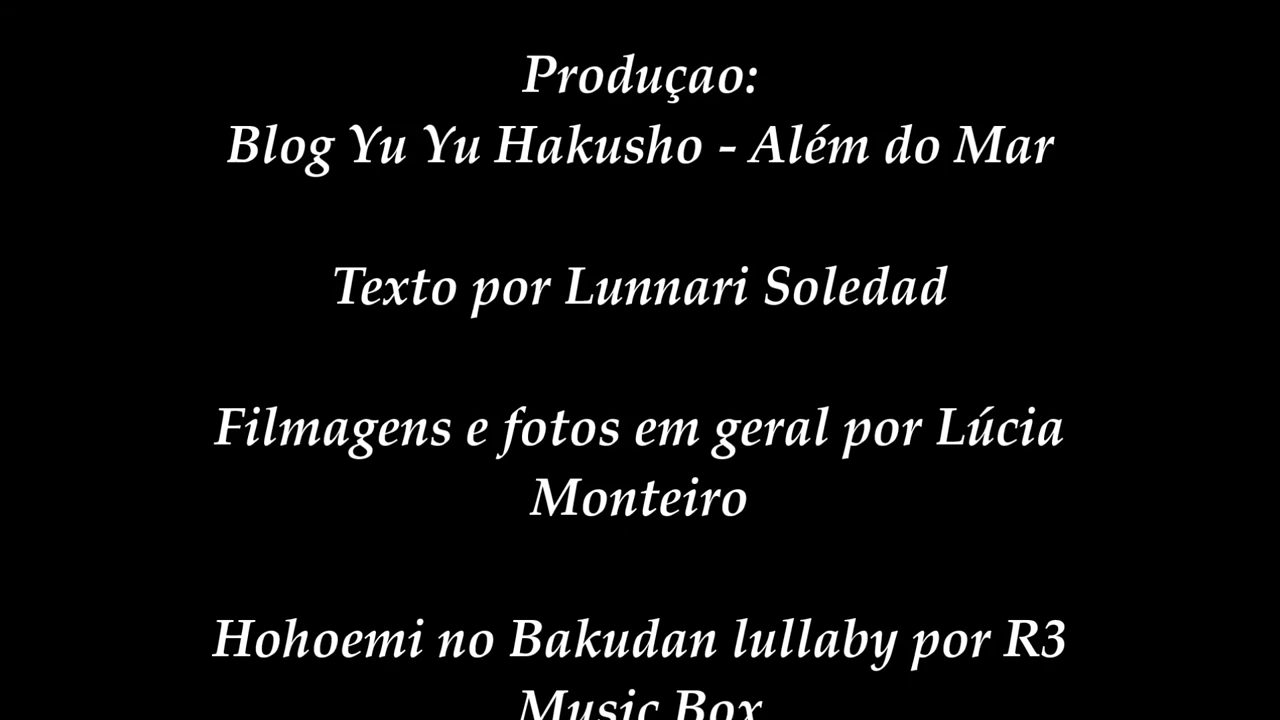 Produçao:
Blog Yu Yu Hakusho - Além do Mar
Texto por Lunnari Soledad
Filmagens e fotos em geral por Lúcia
Monteiro
Hohoemi no Bakudan lullaby por R3
Music Box